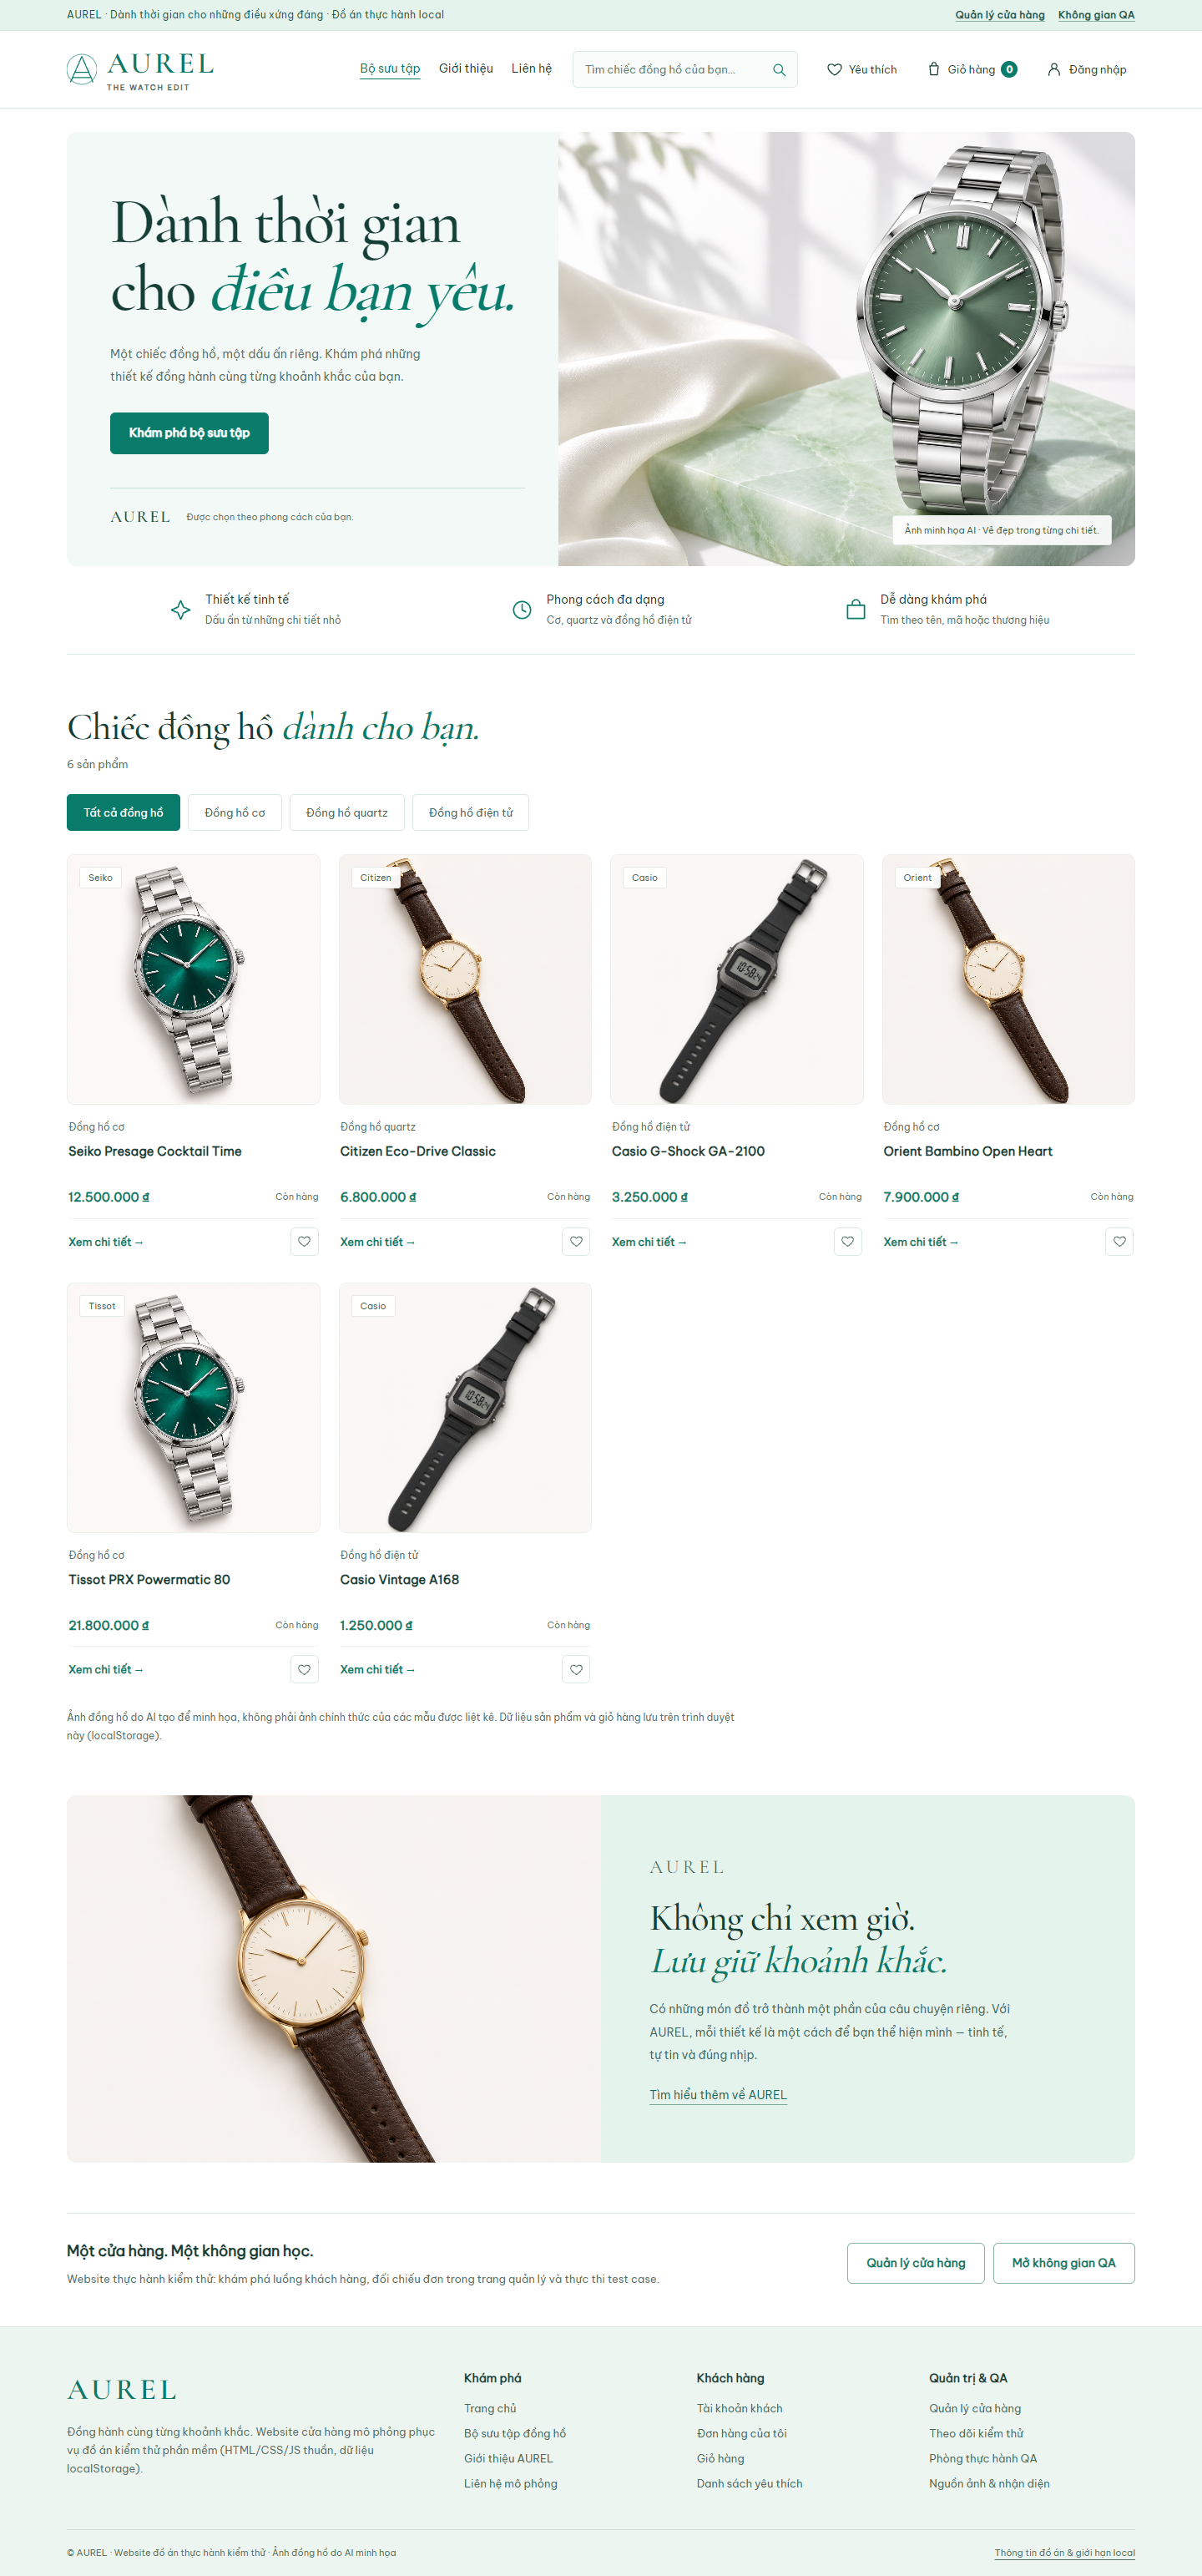 AUREL · Dành thời gian cho những điều xứng đáng · Đồ án thực hành local
Quản lý cửa hàng
Không gian QA
AUREL
THE WATCH EDIT
Bộ sưu tập
Giới thiệu
Liên hệ
Tìm chiếc đồng hồ của bạn...
Yêu thích
Giỏ hàng 0
Đăng nhập
Dành thời gian
cho điều bạn yêu.
Một chiếc đồng hồ, một dấu ấn riêng. Khám phá những
thiết kế đồng hành cùng từng khoảnh khắc của bạn.
Khám phá bộ sưu tập
AUREL
Được chọn theo phong cách của bạn.
Ảnh minh họa AI · Vẻ đẹp trong từng chi tiết.
Thiết kế tinh tế
Dấu ấn từ những chi tiết nhỏ
Phong cách đa dạng
Cơ, quartz và đồng hồ điện tử
Dễ dàng khám phá
Tìm theo tên, mã hoặc thương hiệu
Chiếc đồng hồ dành cho bạn.
6 sản phẩm
Tất cả đồng hồ
Đồng hồ cơ
Đồng hồ quartz
Đồng hồ điện tử
Seiko
Citizen
Casio
Orient
10:58
10:58
Đồng hồ cơ
Seiko Presage Cocktail Time
12.500.000 ₫
Còn hàng
Xem chi tiết →
Đồng hồ quartz
Citizen Eco-Drive Classic
6.800.000 ₫
Còn hàng
Xem chi tiết →
Đồng hồ điện tử
Casio G-Shock GA-2100
3.250.000 ₫
Còn hàng
Xem chi tiết →
Đồng hồ cơ
Orient Bambino Open Heart
7.900.000 ₫
Còn hàng
Xem chi tiết →
Tissot
Casio
Đồng hồ cơ
Tissot PRX Powermatic 80
21.800.000 ₫
Còn hàng
Xem chi tiết →
Đồng hồ điện tử
Casio Vintage A168
1.250.000 ₫
Còn hàng
Xem chi tiết →
Ảnh đồng hồ do AI tạo để minh họa, không phải ảnh chính thức của các mẫu được liệt kê. Dữ liệu sản phẩm và giỏ hàng lưu trên trình duyệt
này (localStorage).
AUREL
Không chỉ xem giờ.
Lưu giữ khoảnh khắc.
Có những món đồ trở thành một phần của câu chuyện riêng. Với
AUREL, mỗi thiết kế là một cách để bạn thể hiện mình — tinh tế,
tự tin và đúng nhịp.
Tìm hiểu thêm về AUREL
Một cửa hàng. Một không gian học.
Website thực hành kiểm thử: khám phá luồng khách hàng, đối chiếu đơn trong trang quản lý và thực thi test case.
Quản lý cửa hàng
Mở không gian QA
AUREL
Đồng hành cùng từng khoảnh khắc. Website cửa hàng mô phỏng phục
vụ đồ án kiểm thử phần mềm (HTML/CSS/JS thuần, dữ liệu
localStorage).
Khám phá
Trang chủ
Bộ sưu tập đồng hồ
Giới thiệu AUREL
Liên hệ mô phỏng
Khách hàng
Tài khoản khách
Đơn hàng của tôi
Giỏ hàng
Danh sách yêu thích
Quản trị & QA
Quản lý cửa hàng
Theo dõi kiểm thử
Phòng thực hành QA
Nguồn ảnh & nhận diện
© AUREL · Website đồ án thực hành kiểm thử · Ảnh đồng hồ do AI minh họa
Thông tin đồ án & giới hạn local